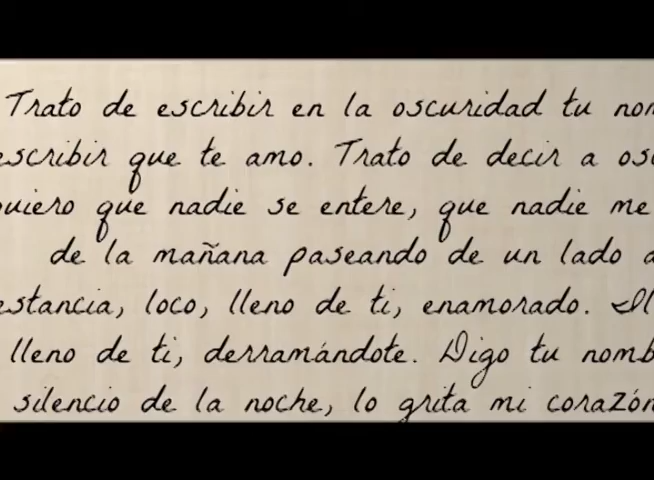 Trato de escribir en la oscuridad tu nom
escribir que te amo. Trato de decir a osc
quiero que nadie se entere, que nadie me
de la mañana paseando de un lado a
estancia, loco, lleno de ti, enamorado. Il
lleno de ti, derramándote. Digo tu nomb
silencio de la noche, lo grita mi corazón